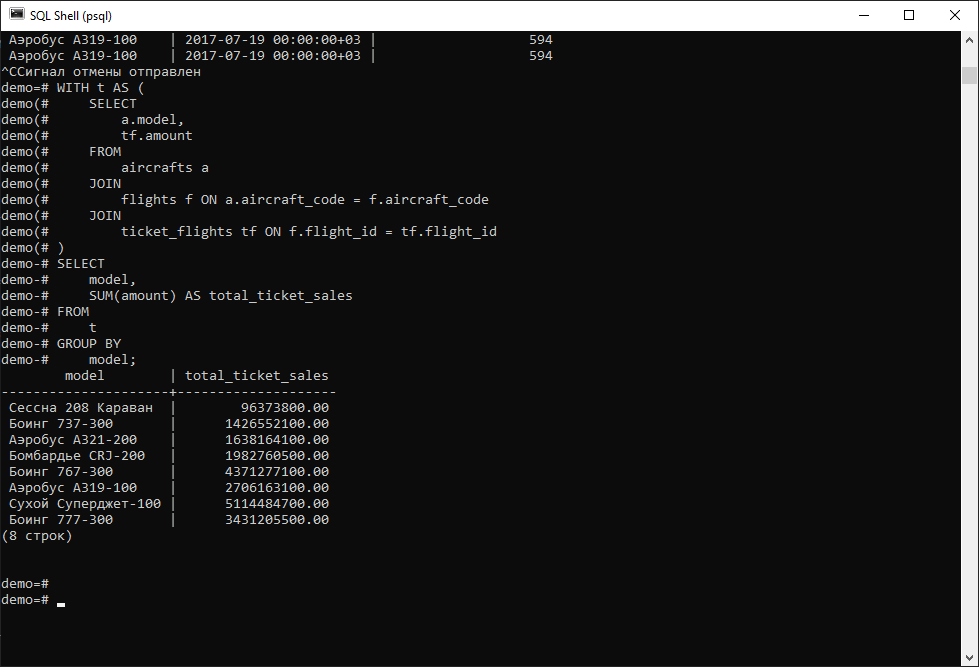 SQL Shell (psql)
Аэробус A319-100    | 2017-07-19 00:00:00+03 |                   594
Аэробус A319-100    | 2017-07-19 00:00:00+03 |                   594
^CСигнал отмены отправлен
demo=# WITH t AS (
demo(#     SELECT
demo(#         a.model,
demo(#         tf.amount
demo(#     FROM
demo(#         aircrafts a
demo(#     JOIN
demo(#         flights f ON a.aircraft_code = f.aircraft_code
demo(#     JOIN
demo(#         ticket_flights tf ON f.flight_id = tf.flight_id
demo(# )
demo-# SELECT
demo-#     model,
demo-#     SUM(amount) AS total_ticket_sales
demo-# FROM
demo-#     t
demo-# GROUP BY
demo-#     model;
        model        | total_ticket_sales
---------------------+--------------------
 Сессна 208 Караван  |        96373800.00
 Боинг 737-300       |      1426552100.00
 Аэробус A321-200    |      1638164100.00
 Бомбардье CRJ-200   |      1982760500.00
 Боинг 767-300       |      4371277100.00
 Аэробус A319-100    |      2706163100.00
 Сухой Суперджет-100 |      5114484700.00
 Боинг 777-300       |      3431205500.00
(8 строк)
demo=#
demo=#